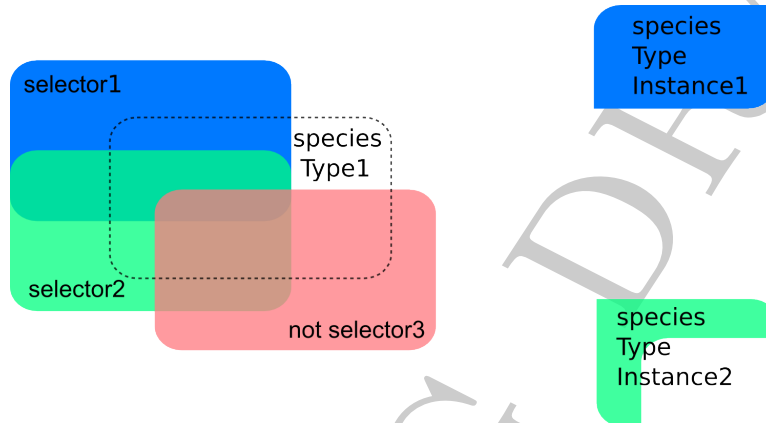 selector1
species
Type1
selector2
not selector3
species
Type
Instance1
species
Type
Instance2